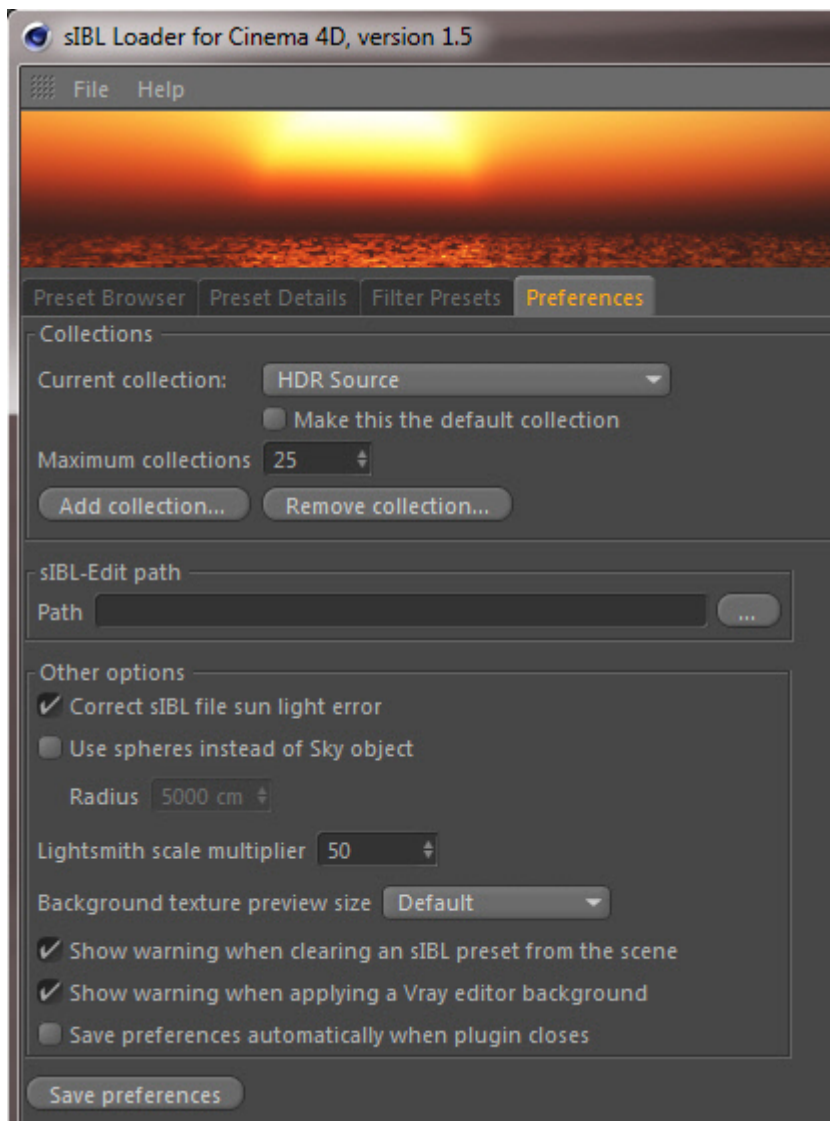 sIBL Loader for Cinema 4D, version 1.5
File Help
Preset Browser Preset Details Filter Presets Preferences
Collections
Current collection: HDR Source
Make this the default collection
Maximum collections 25
Add collection... Remove collection...
sIBL-Edit path
Path ...
Other options
Correct sIBL file sun light error
Use spheres instead of Sky object
Radius 5000 cm
Lightsmith scale multiplier 50
Background texture preview size Default
Show warning when clearing an sIBL preset from the scene
Show warning when applying a Vray editor background
Save preferences automatically when plugin closes
Save preferences